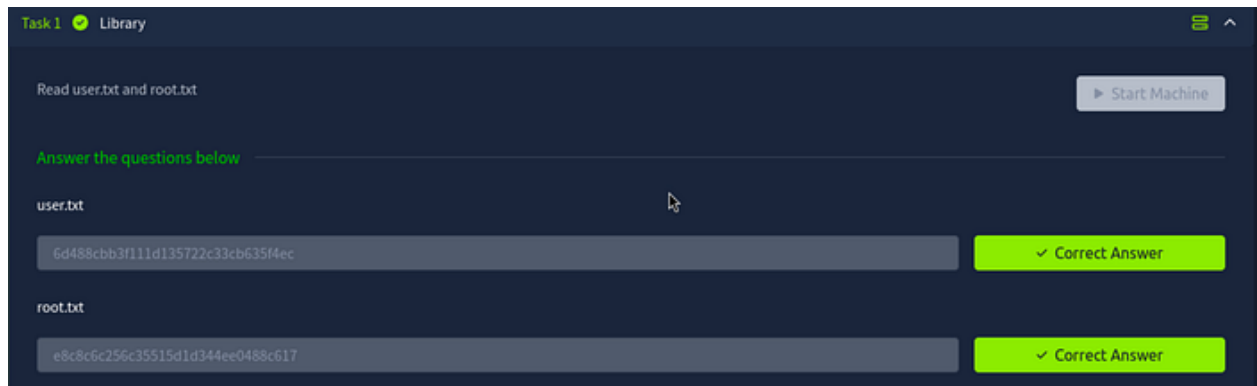 Task 1 Library
Read user.txt and root.txt
Start Machine
Answer the questions below
user.txt
6d488cbb3f111d135722c33cb635f4ec
Correct Answer
root.txt
e8c8c6c256c35515d1d344ee0488c617
Correct Answer